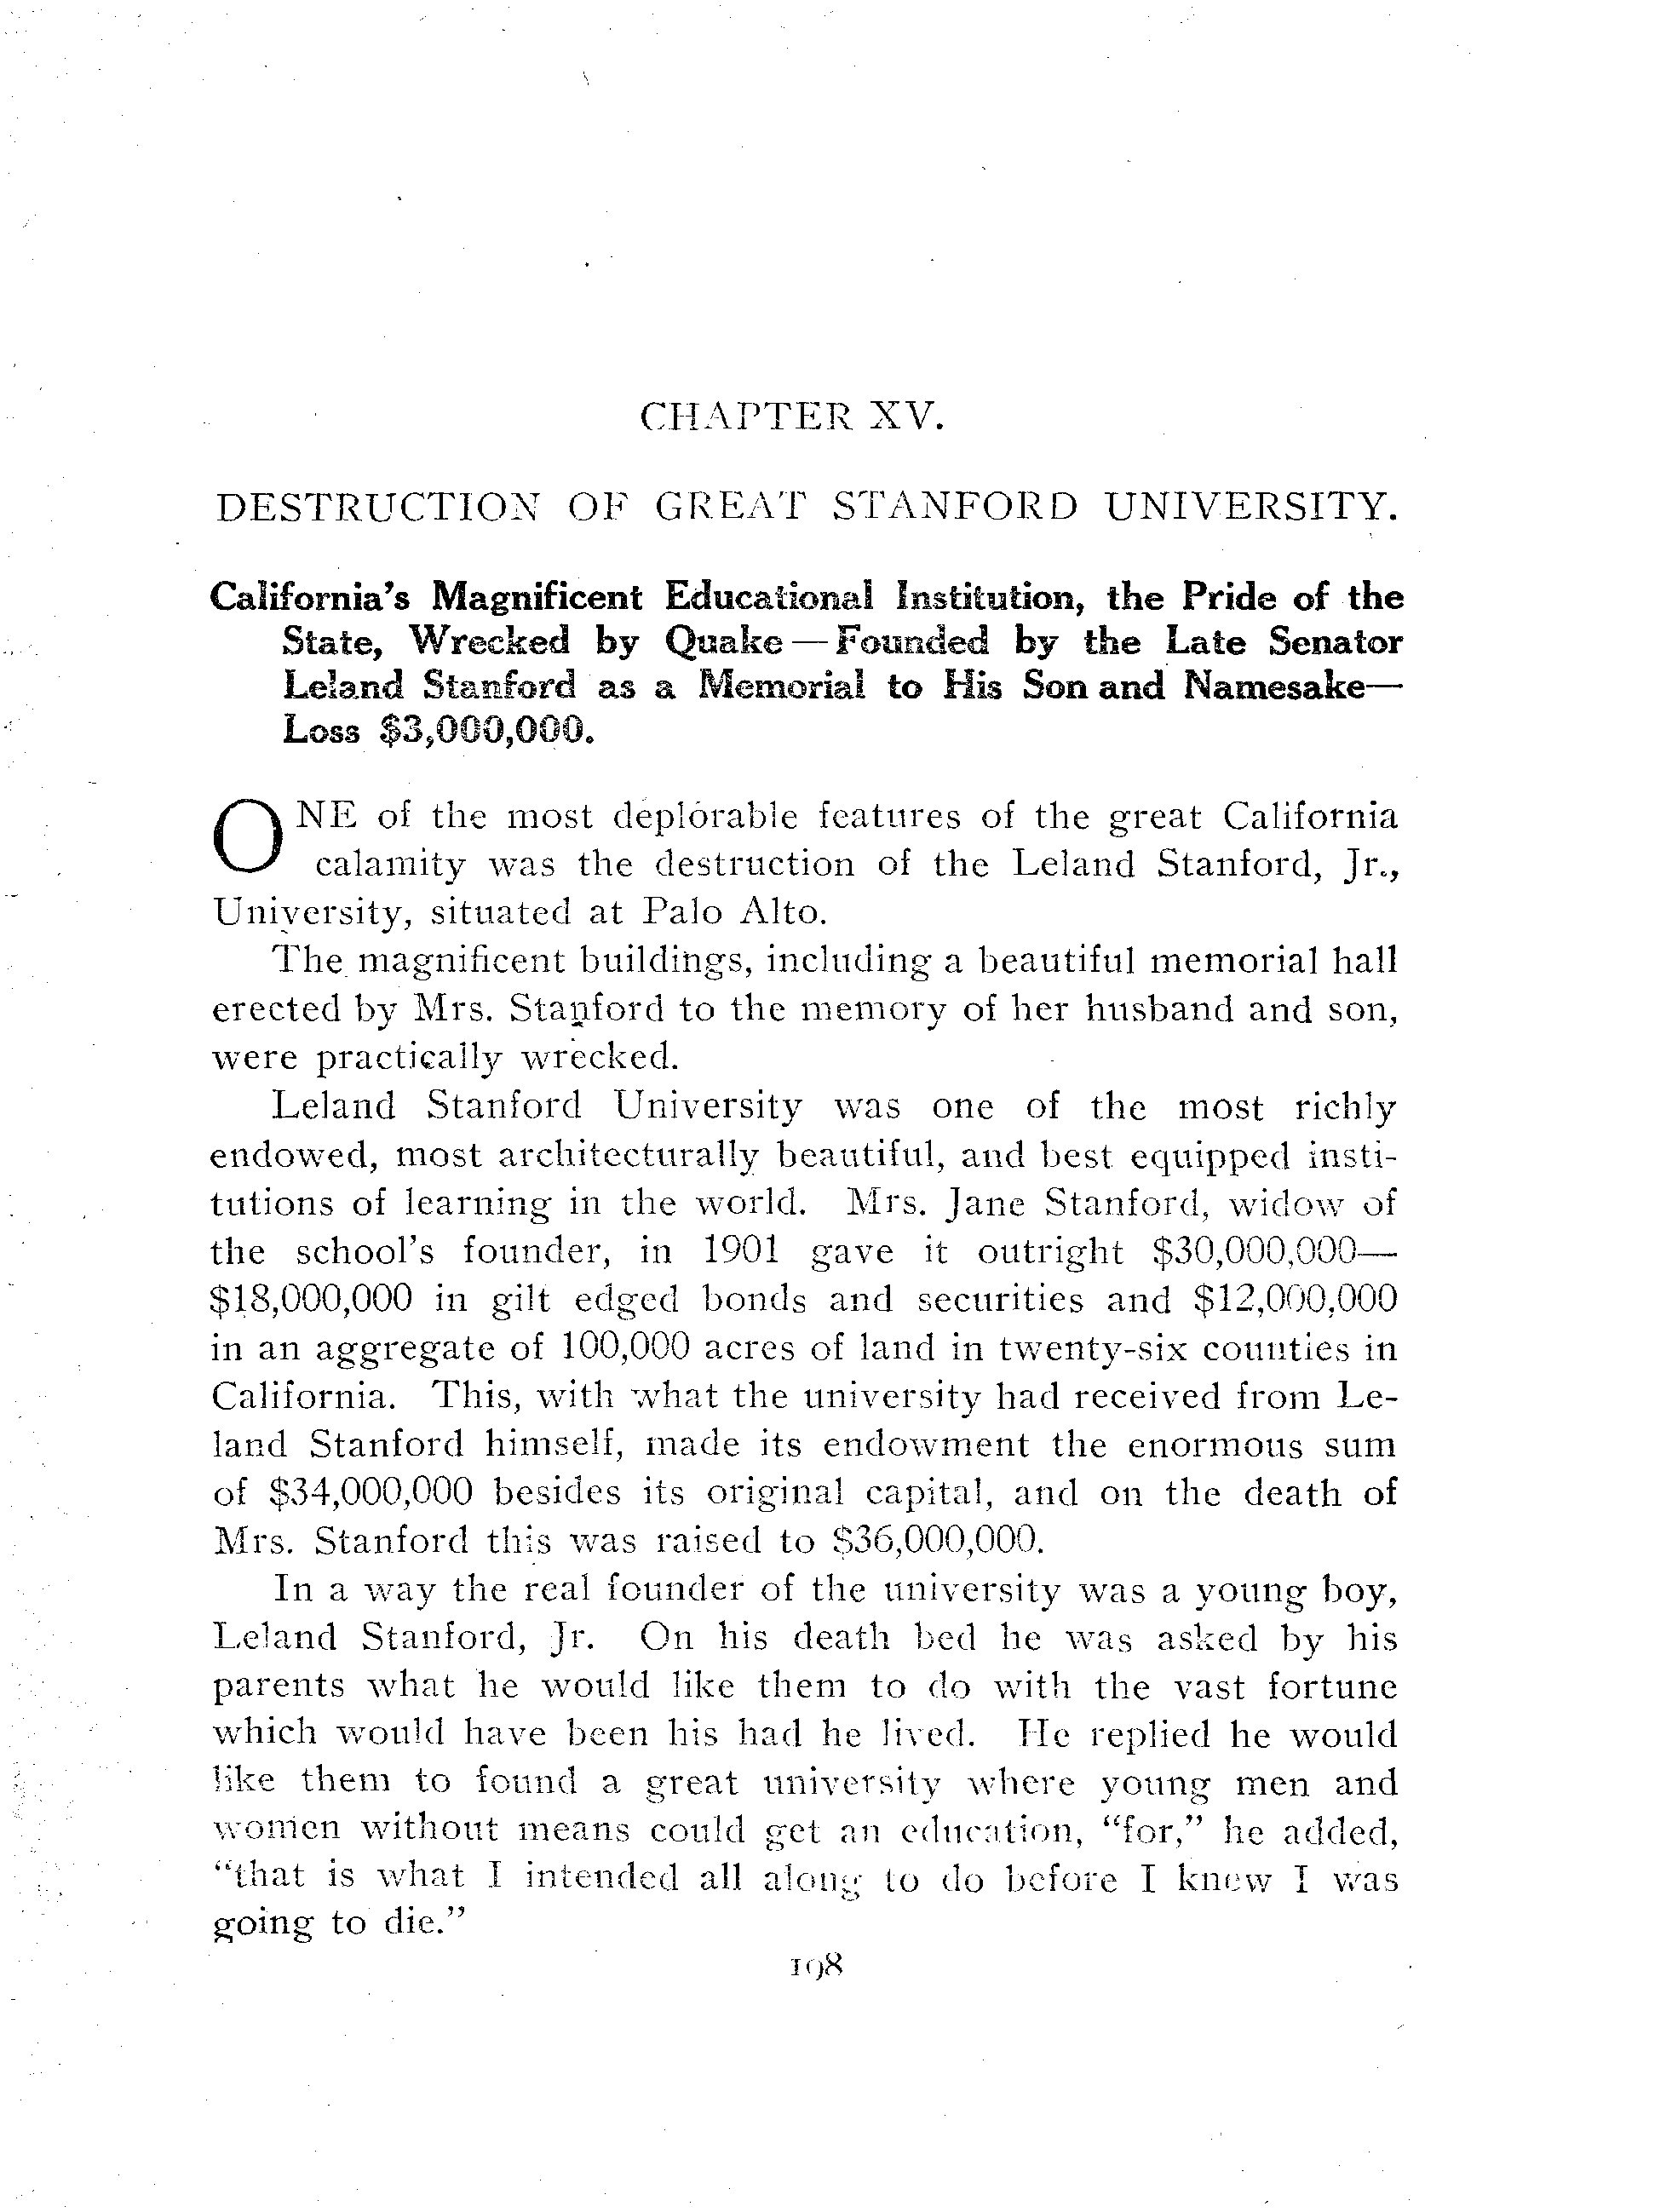 CHAPTER XV.
DESTRUCTION OF GREAT STANFORD UNIVERSITY.
California's Magnificent Educational Institution, the Pride of the
State, Wrecked by Quake — Founded by the Late Senator
Leland Stanford as a Memorial to His Son and Namesake—
Loss $3,000,000.
ONE of the most deplorable features of the great California
calamity was the destruction of the Leland Stanford, Jr.,
University, situated at Palo Alto.
The magnificent buildings, including a beautiful memorial hall
erected by Mrs. Stanford to the memory of her husband and son,
were practically wrecked.
Leland Stanford University was one of the most richly
endowed, most architecturally beautiful, and best equipped insti-
tutions of learning in the world. Mrs. Jane Stanford, widow of
the school's founder, in 1901 gave it outright $30,000,000—
$18,000,000 in gilt edged bonds and securities and $12,000,000
in an aggregate of 100,000 acres of land in twenty-six counties in
California. This, with what the university had received from Le-
land Stanford himself, made its endowment the enormous sum
of $34,000,000 besides its original capital, and on the death of
Mrs. Stanford this was raised to $36,000,000.
In a way the real founder of the university was a young boy,
Leland Stanford, Jr. On his death bed he was asked by his
parents what he would like them to do with the vast fortune
which would have been his had he lived. He replied he would
like them to found a great university where young men and
women without means could get an education, "for," he added,
"that is what I intended all along to do before I knew I was
going to die."
198